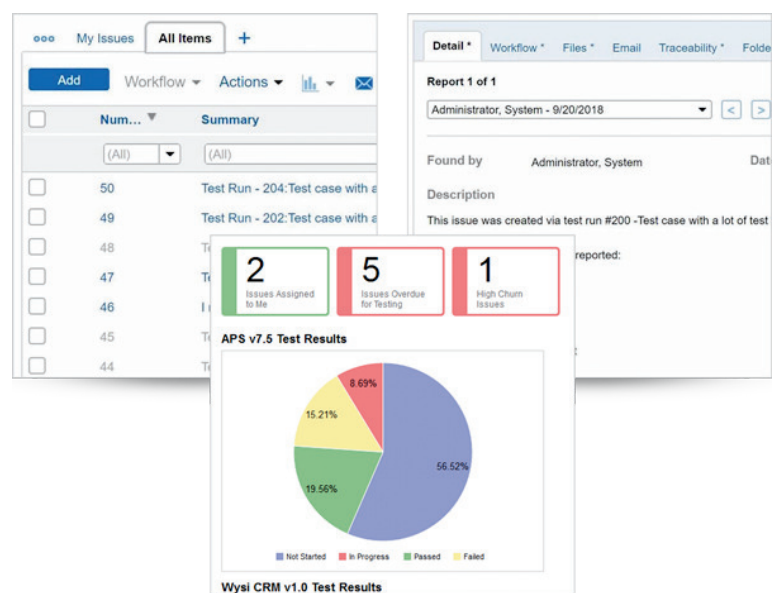 My Issues All Items +
Add Workflow Actions
Num... Summary
(All) (All)
50 Test Run - 204:Test case with a
49 Test Run - 202:Test case with a
48
47
46
45
44
Detail * Workflow * Files * Email Traceability * Folde
Report 1 of 1
Administrator, System - 9/20/2018 < >
Found by Administrator, System Dat
Description
This issue was created via test run #200 -Test case with a lot of test
reported:
2 5 1
Issues Assigned to Me
Issues Overdue for Testing
High Churn Issues
APS v7.5 Test Results
8.69%
15.21%
56.52%
19.56%
Not Started In Progress Passed Failed
Wysi CRM v1.0 Test Results